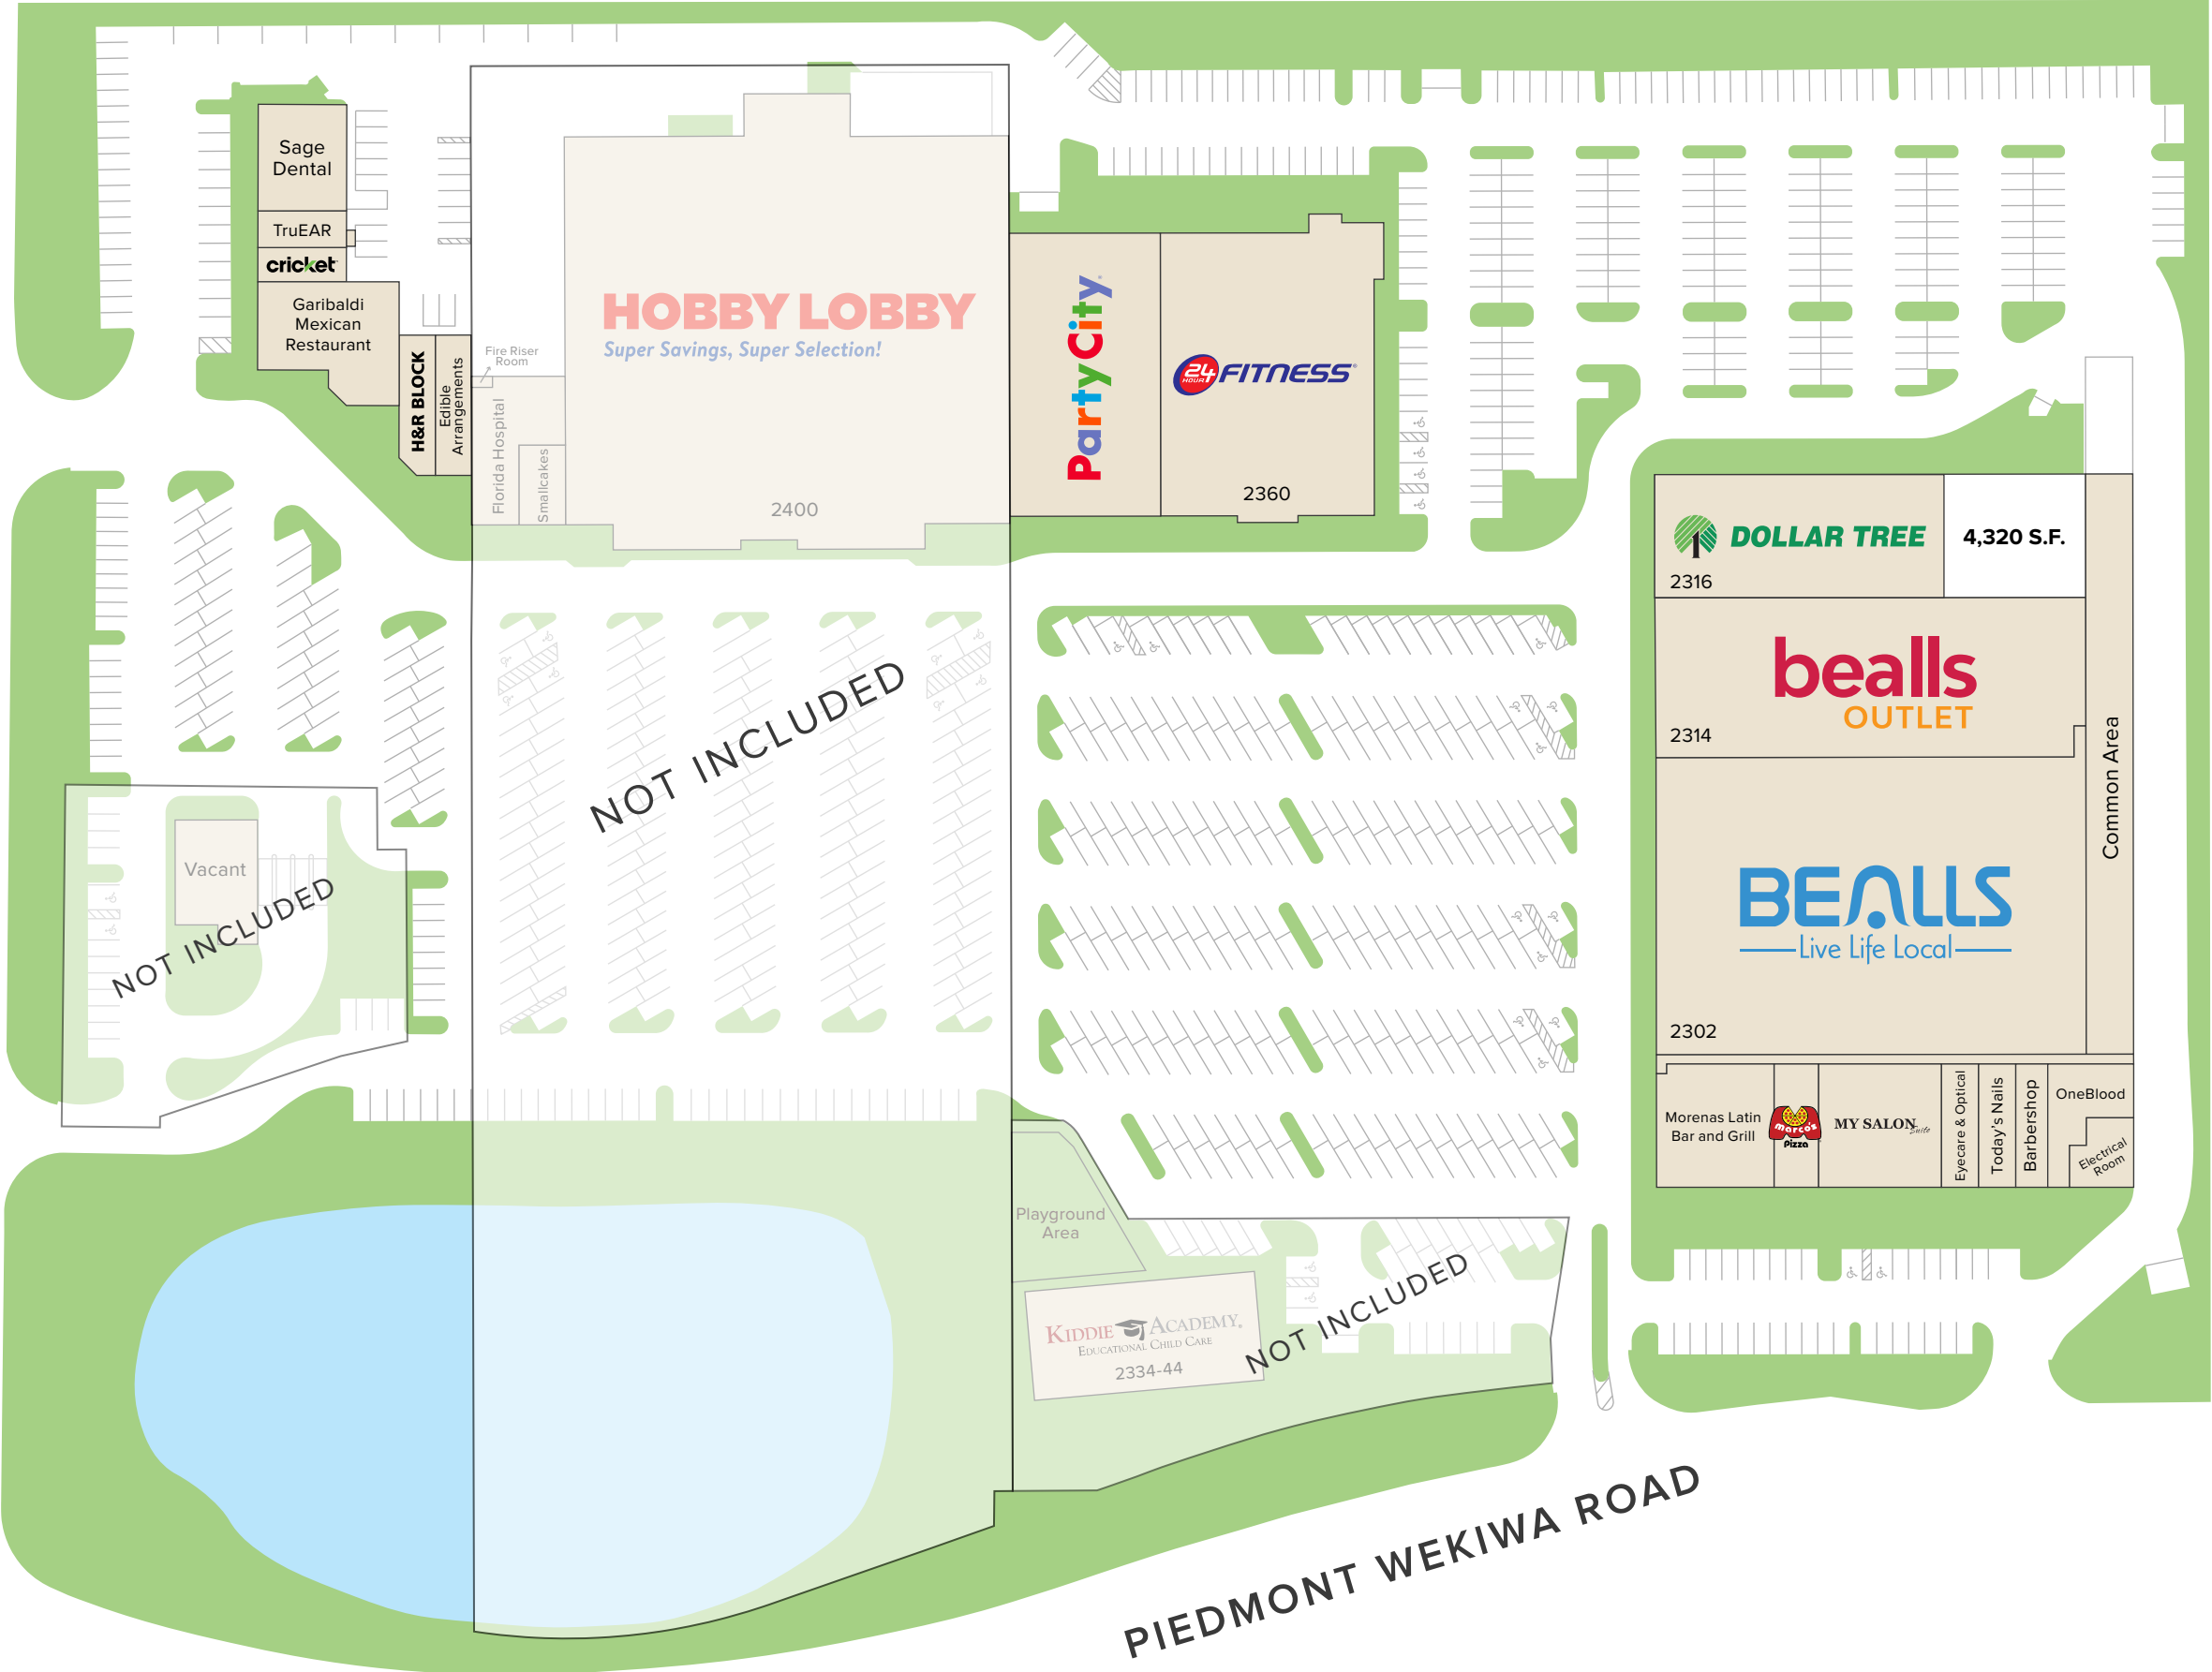 Sage
Dental
TruEAR
cricket
Garibaldi
Mexican
Restaurant
H&R BLOCK
Edible
Arrangements
Fire Riser
Room
Florida Hospital
Smallcakes
HOBBY LOBBY
Super Savings, Super Selection!
2400
Party City
24
HOUR
FITNESS
2360
DOLLAR TREE
2316
4,320 S.F.
bealls
OUTLET
2314
Common Area
BEALLS
Live Life Local
2302
Morenas Latin
Bar and Grill
marco's
Pizza
MY SALON
Suite
Eyecare & Optical
Today's Nails
Barbershop
OneBlood
Electrical
Room
NOT INCLUDED
Vacant
NOT INCLUDED
Playground
Area
KIDDIE ACADEMY®
EDUCATIONAL CHILD CARE
2334-44
NOT INCLUDED
PIEDMONT WEKIWA ROAD